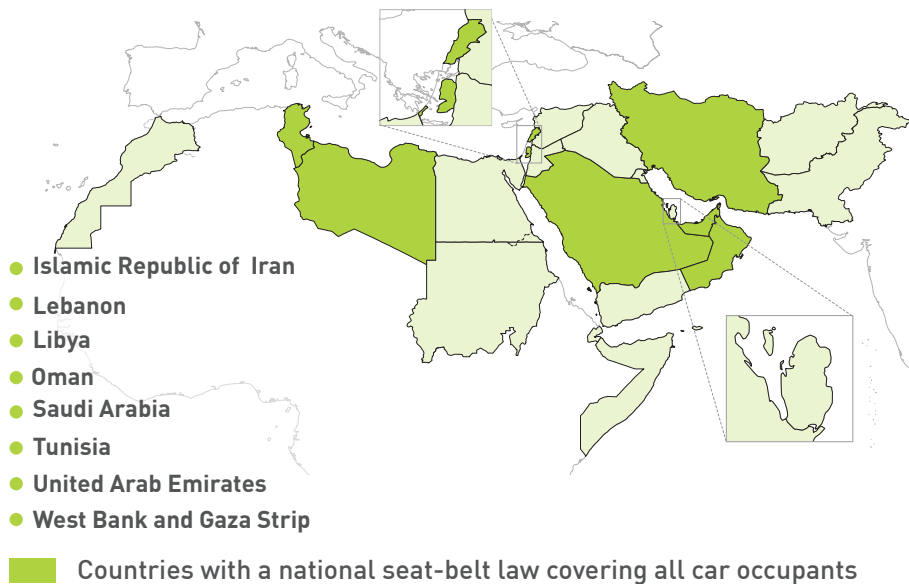 Islamic Republic of Iran
Lebanon
Libya
Oman
Saudi Arabia
Tunisia
United Arab Emirates
West Bank and Gaza Strip
Countries with a national seat-belt law covering all car occupants